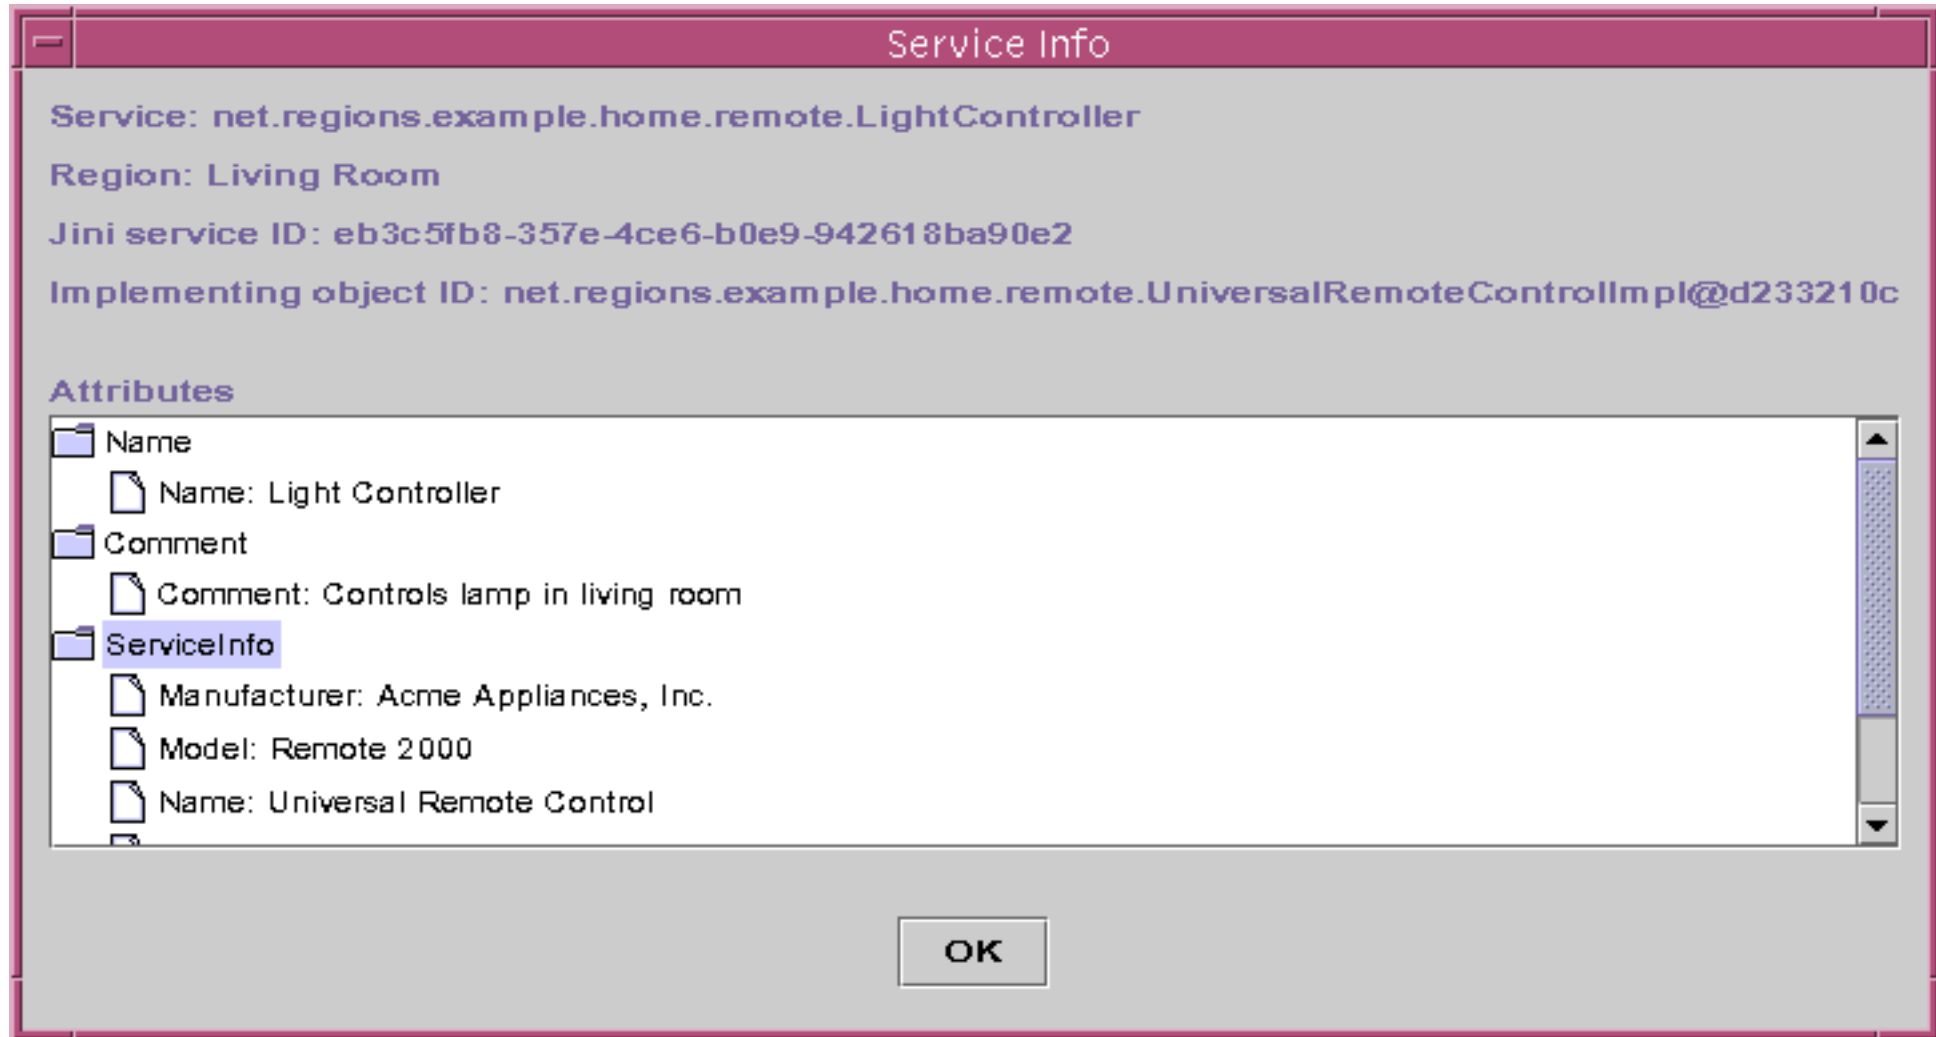 Service Info
Service: net.regions.example.home.remote.LightController
Region: Living Room
Jini service ID: eb3c5fb8-357e-4ce6-b0e9-942618ba90e2
Implementing object ID: net.regions.example.home.remote.UniversalRemoteControlImpl@d233210c
Attributes
Name
Name: Light Controller
Comment
Comment: Controls lamp in living room
ServiceInfo
Manufacturer: Acme Appliances, Inc.
Model: Remote 2000
Name: Universal Remote Control
OK